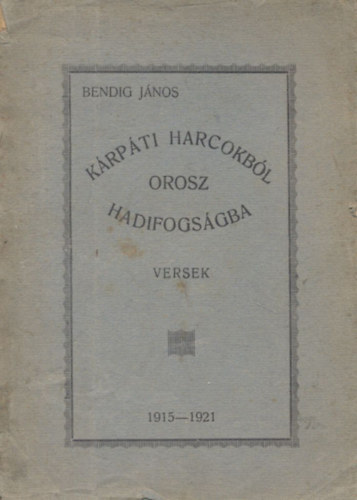 BENDIG JÁNOS
KÁRPÁTI HARCOKBÓL
OROSZ
HADIFOGSÁGBA
VERSEK
1915—1921